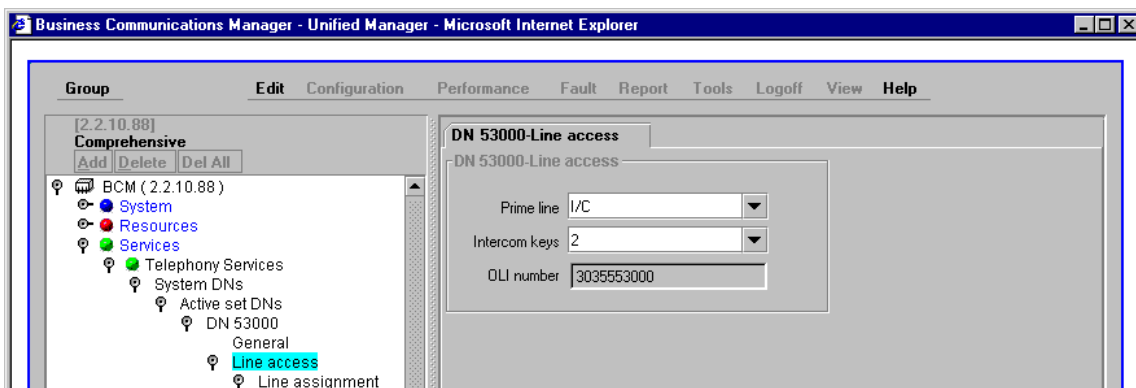 Business Communications Manager - Unified Manager - Microsoft Internet Explorer
Group Edit Configuration Performance Fault Report Tools Logoff View Help
[2.2.10.88]
Comprehensive
Add Delete Del All
BCM ( 2.2.10.88 )
System
Resources
Services
Telephony Services
System DNs
Active set DNs
DN 53000
General
Line access
Line assignment
DN 53000-Line access
DN 53000-Line access
Prime line I/C
Intercom keys 2
OLI number 3035553000